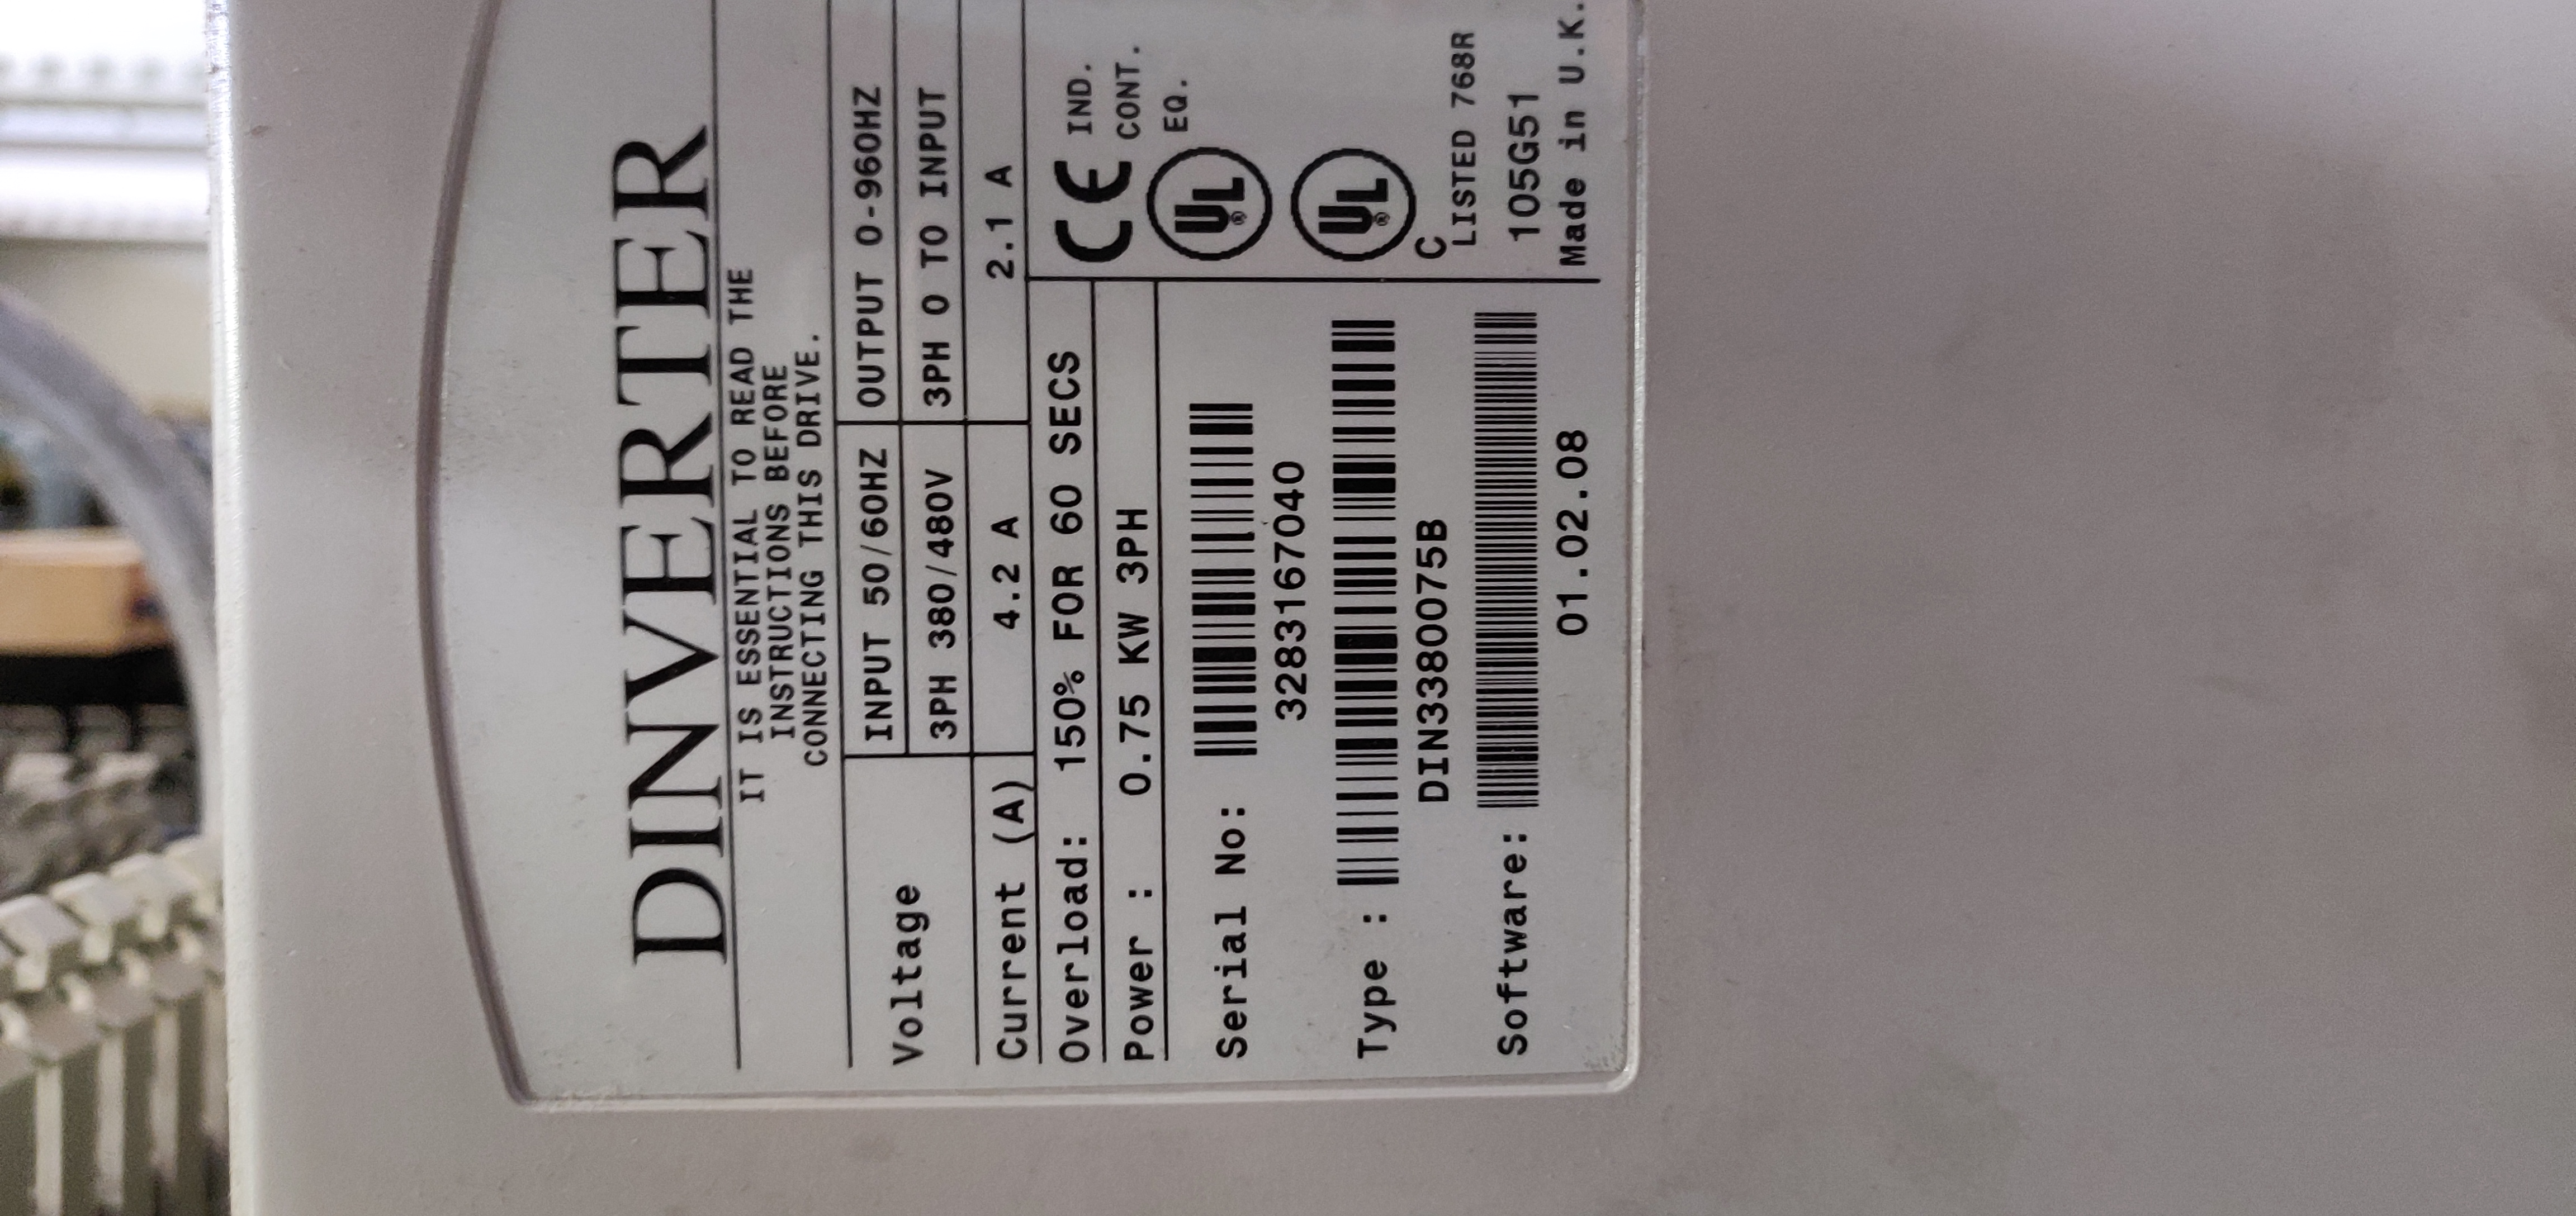 DINVERTER
IT IS ESSENTIAL TO READ THE
INSTRUCTIONS BEFORE
CONNECTING THIS DRIVE.
Voltage
INPUT 50/60HZ OUTPUT 0-960HZ
3PH 380/480V 3PH 0 TO INPUT
Current (A) 4.2 A 2.1 A
Overload: 150% FOR 60 SECS
Power : 0.75 KW 3PH
Serial No:
3283167040
Type :
DIN3380075B
Software:
01.02.08
CE IND.
CONT.
EQ.
UL®
UL®
C
LISTED 768R
105G51
Made in U.K.